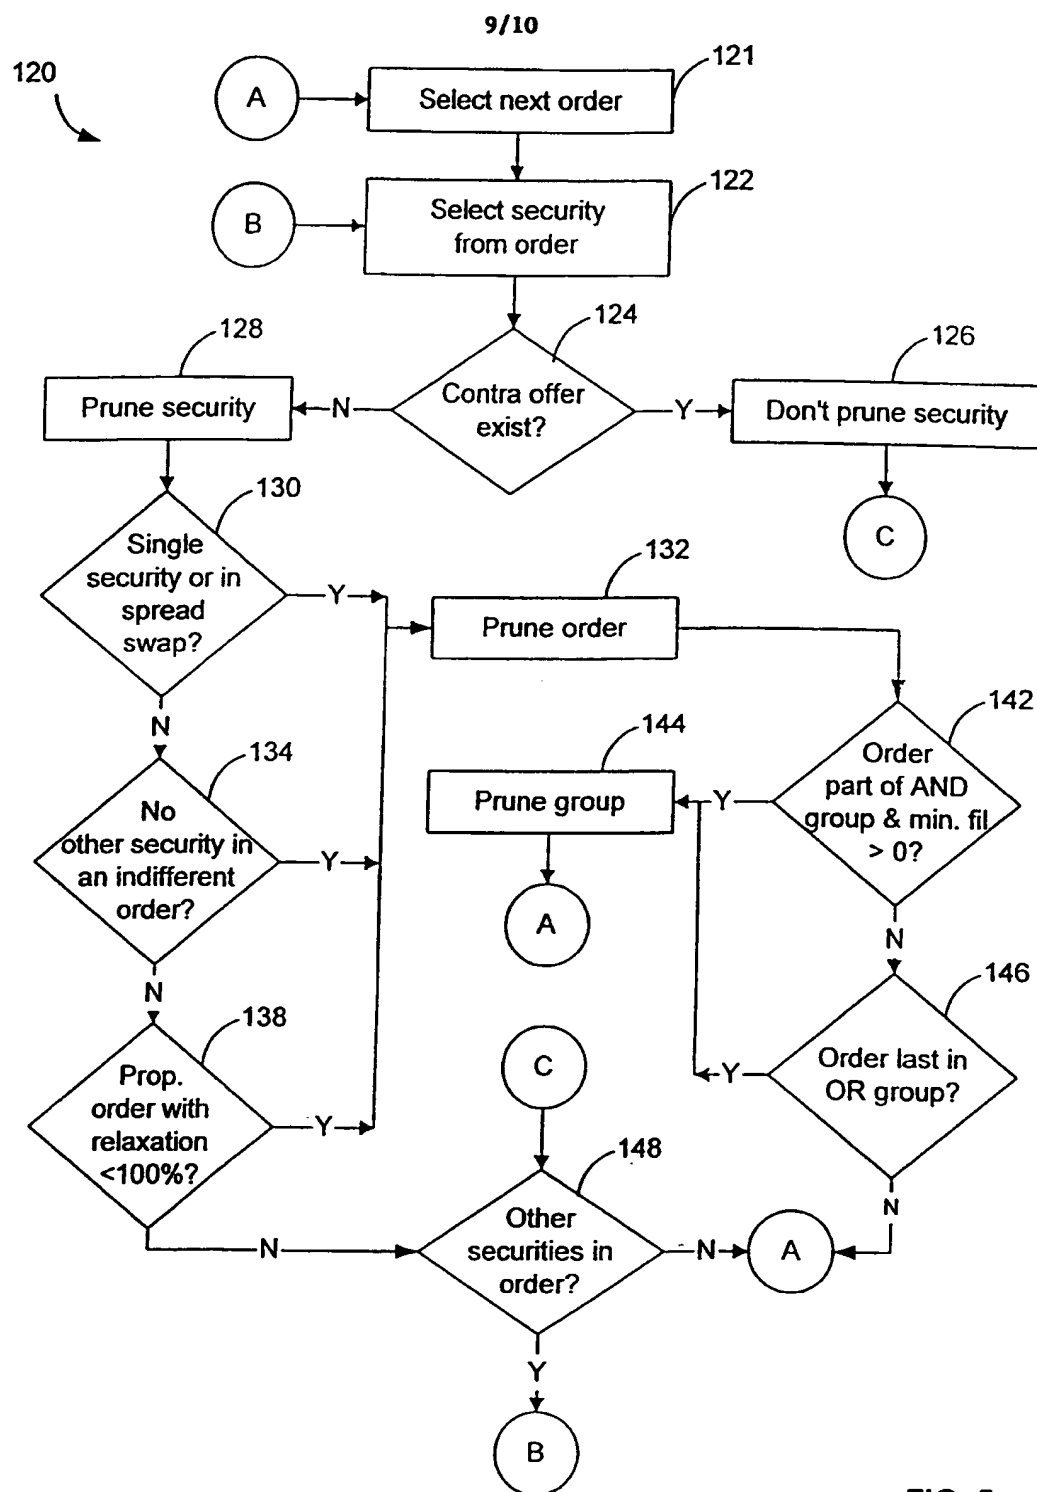 9/10
120
A
Select next order
121
B
Select security
from order
122
128
124
126
Prune security
N
Contra offer
exist?
Y
Don't prune security
C
130
Single
security or in
spread
swap?
Y
132
Prune order
N
134
No
other security in
an indifferent
order?
Y
144
Prune group
Y
142
Order
part of AND
group & min. fil
> 0?
A
N
N
138
Prop.
order with
relaxation
<100%?
Y
C
146
Order last in
OR group?
Y
N
148
Other
securities in
order?
N
N
A
Y
B